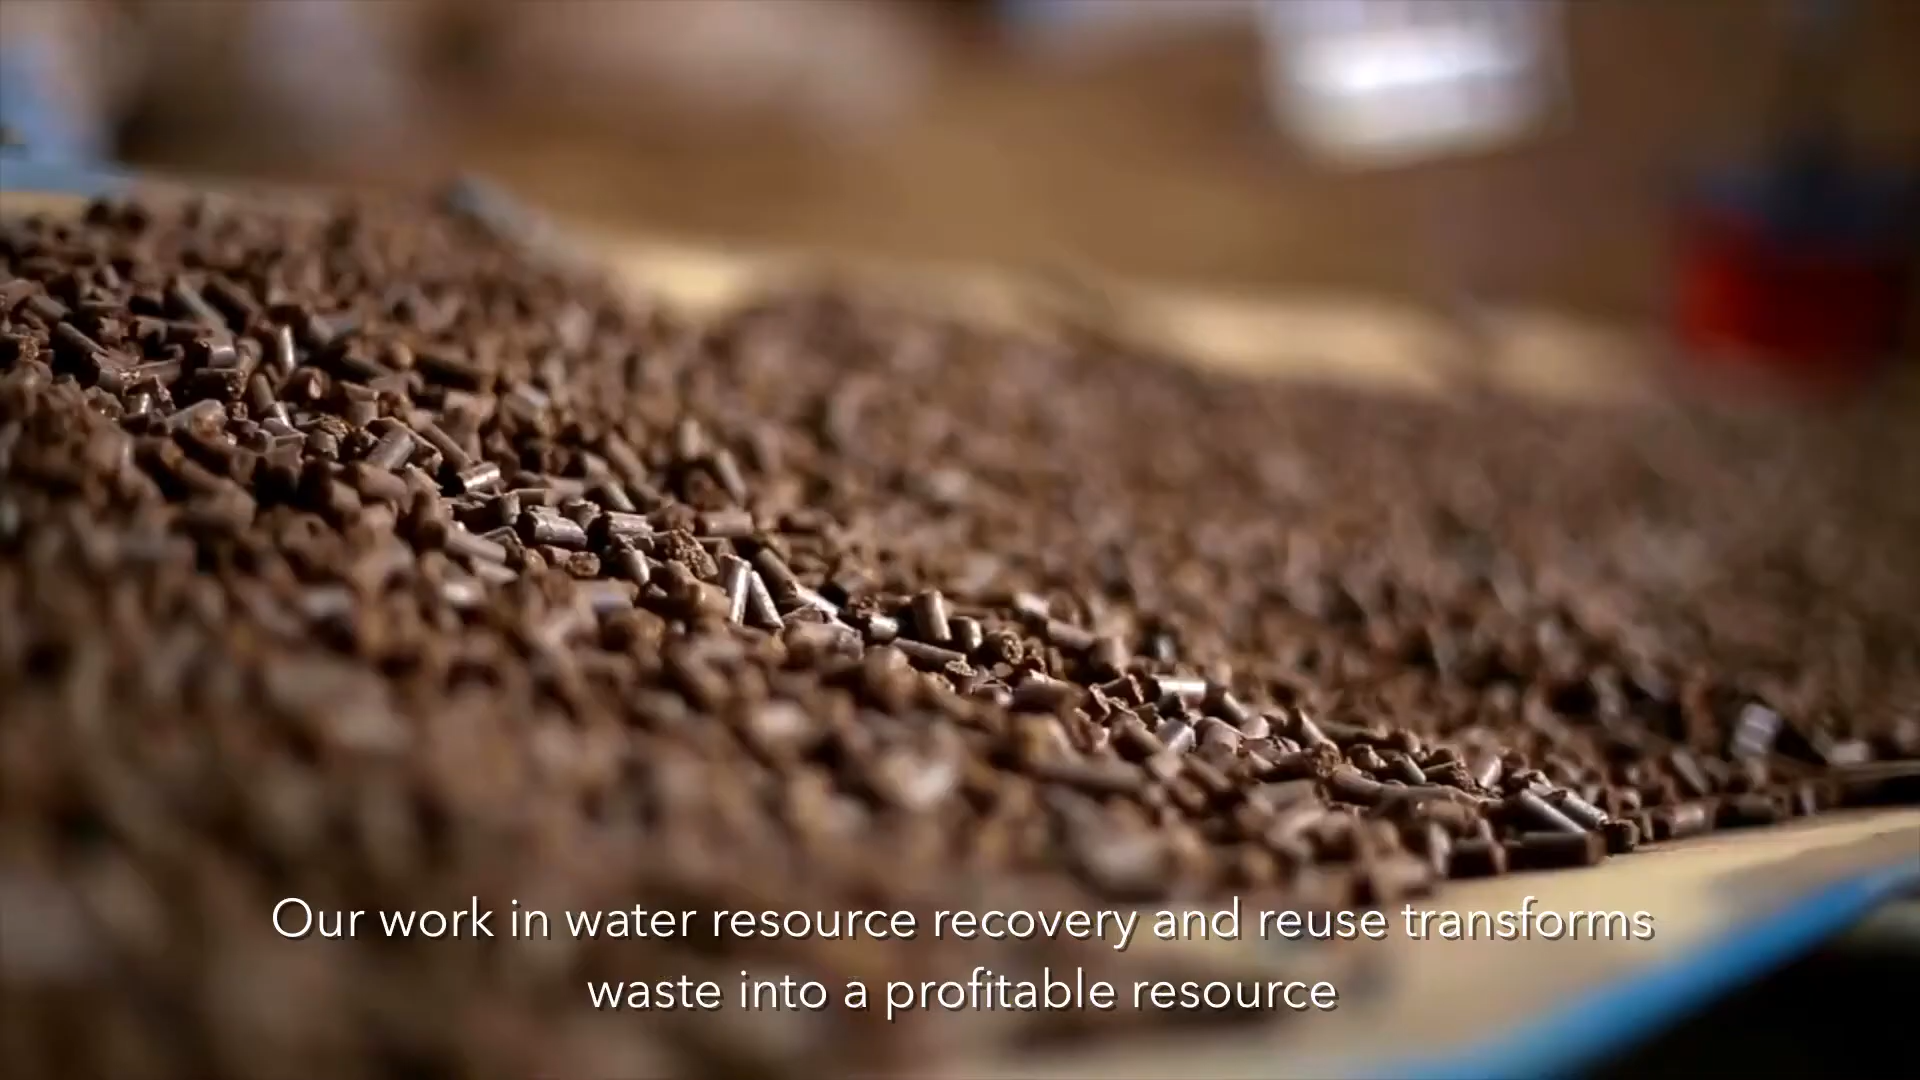 Our work in water resource recovery and reuse transforms
waste into a profitable resource